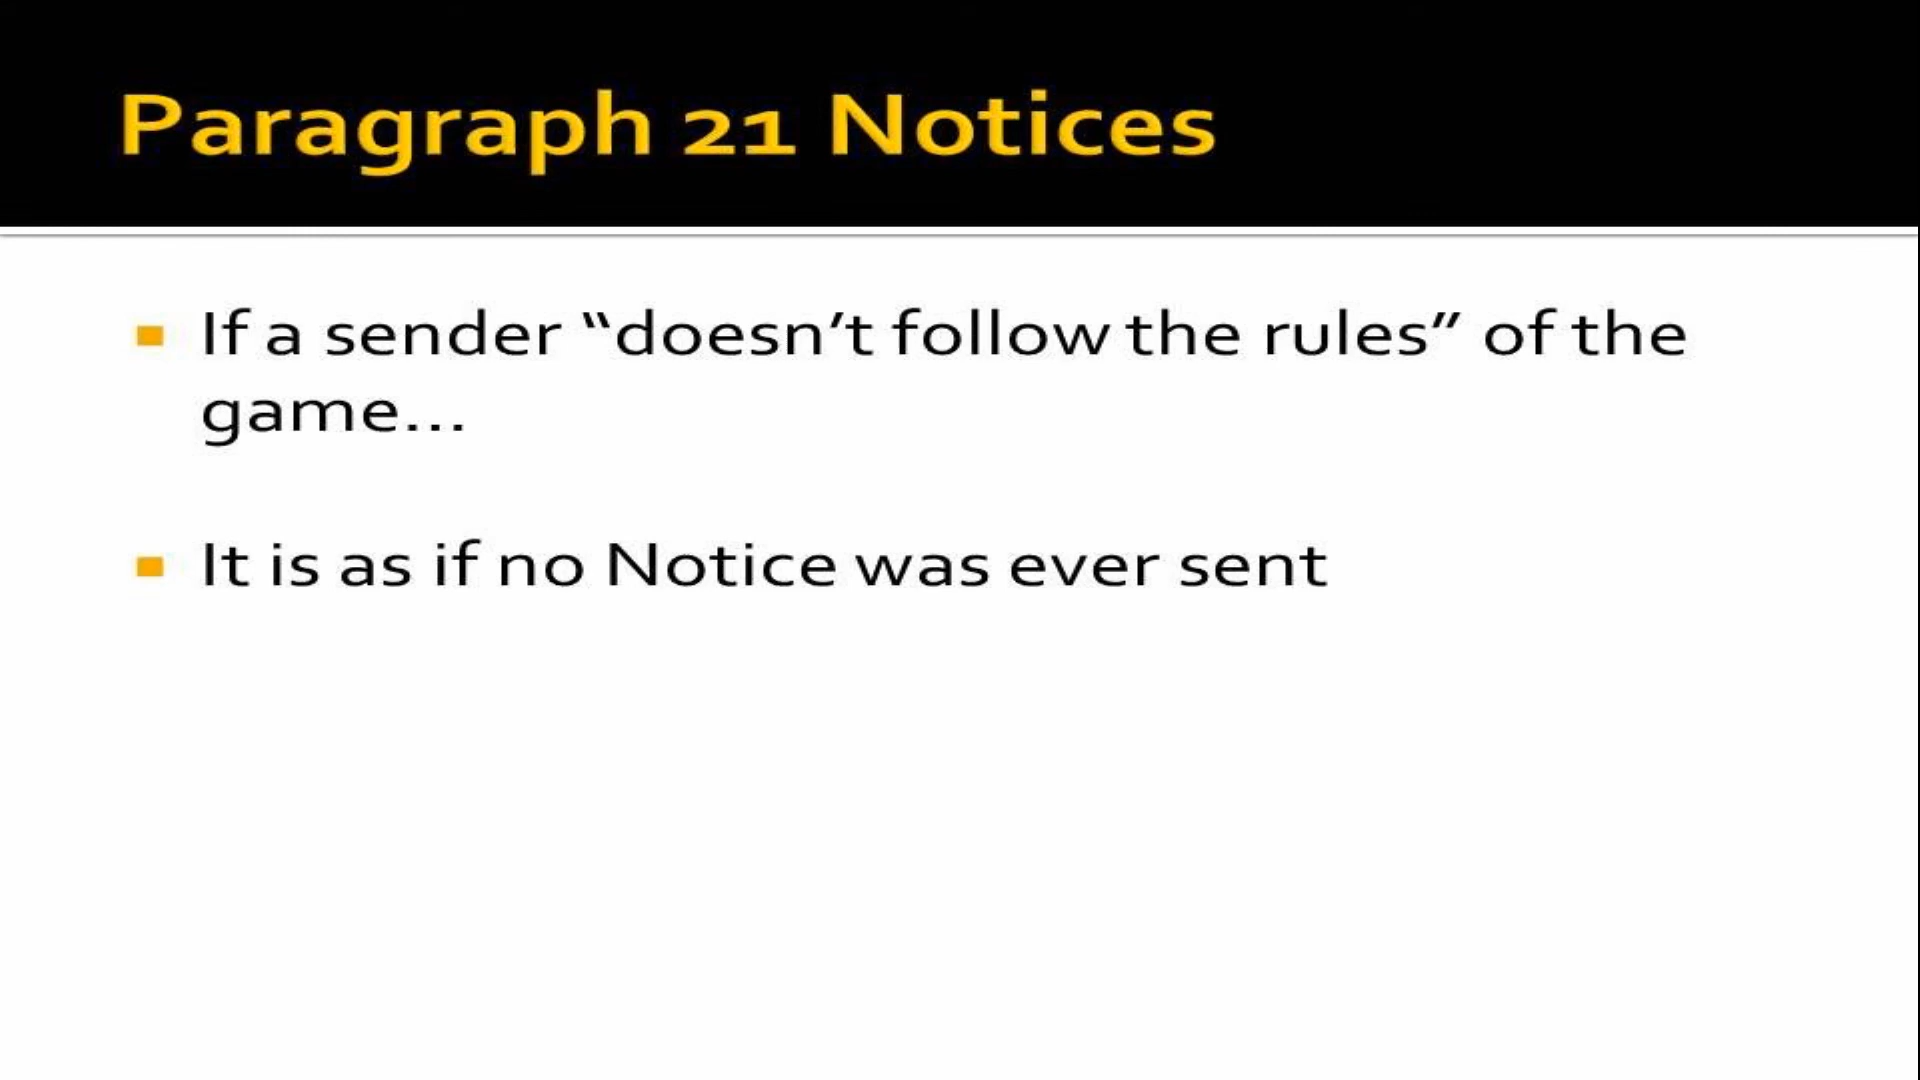 Paragraph 21 Notices
If a sender “doesn’t follow the rules” of the
game...
It is as if no Notice was ever sent